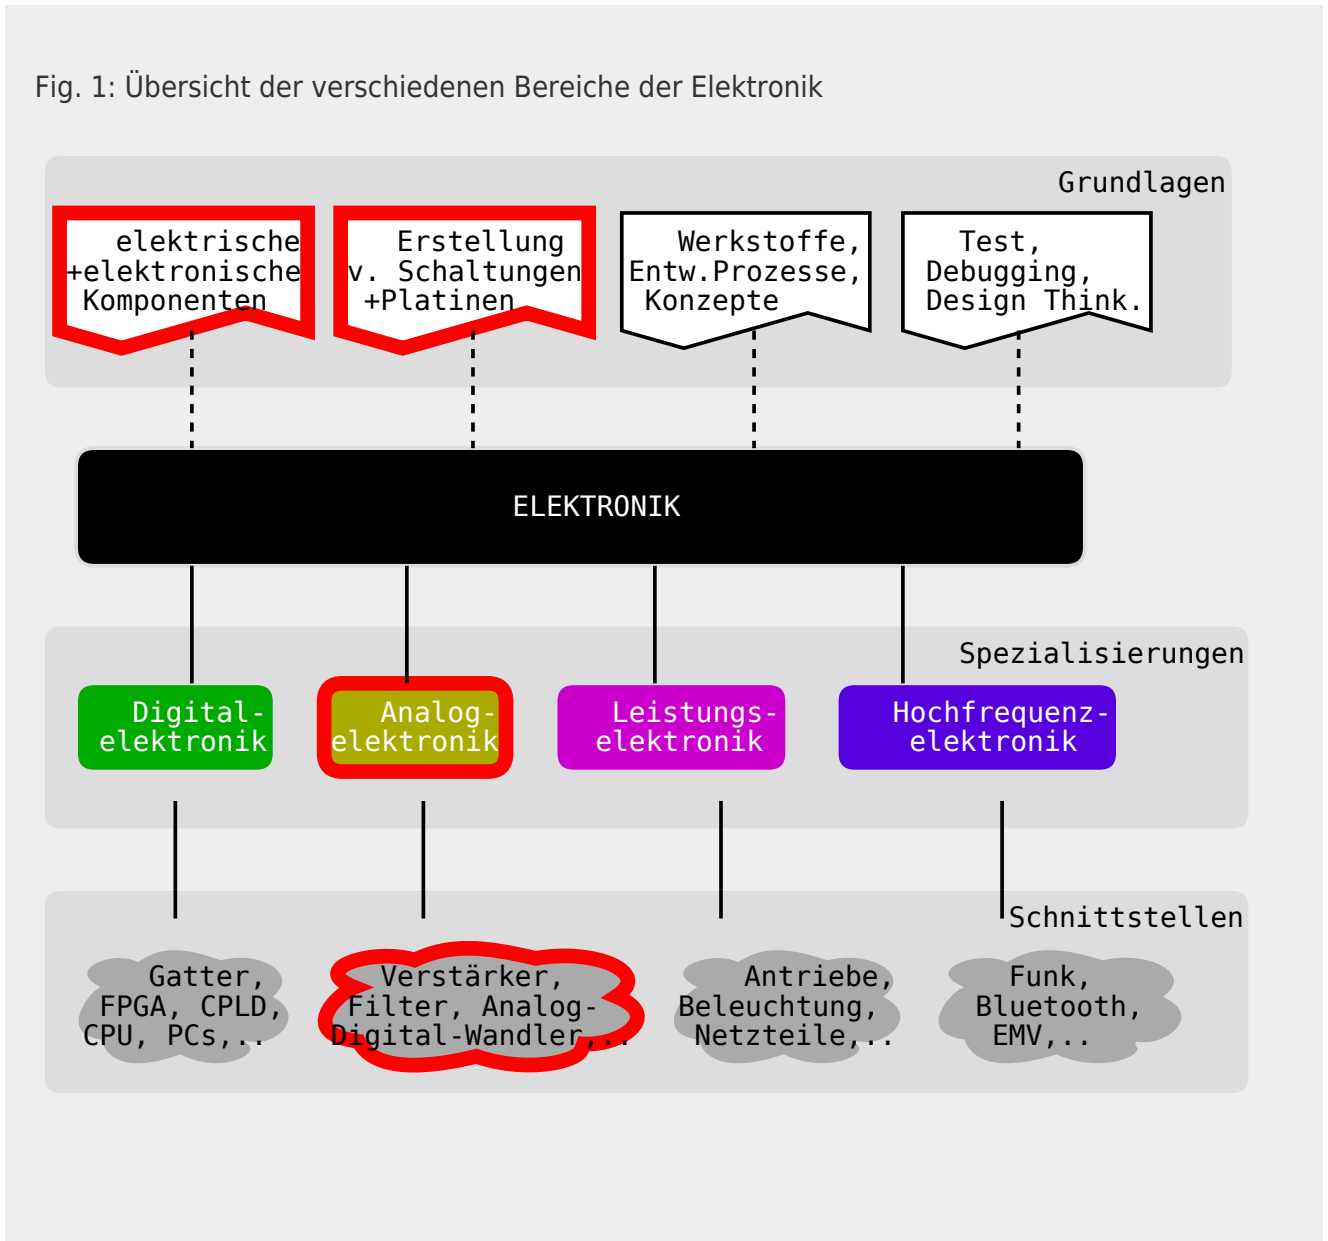 Fig. 1: Übersicht der verschiedenen Bereiche der Elektronik
Grundlagen
elektrische
+elektronische
Komponenten
Erstellung
v. Schaltungen
+Platinen
Werkstoffe,
Entw.Prozesse,
Konzepte
Test,
Debugging,
Design Think.
ELEKTRONIK
Spezialisierungen
Digital-
elektronik
Analog-
elektronik
Leistungs-
elektronik
Hochfrequenz-
elektronik
Schnittstellen
Gatter,
FPGA, CPLD,
CPU, PCs,..
Verstärker,
Filter, Analog-
Digital-Wandler,..
Antriebe,
Beleuchtung,
Netzteile,..
Funk,
Bluetooth,
EMV,..